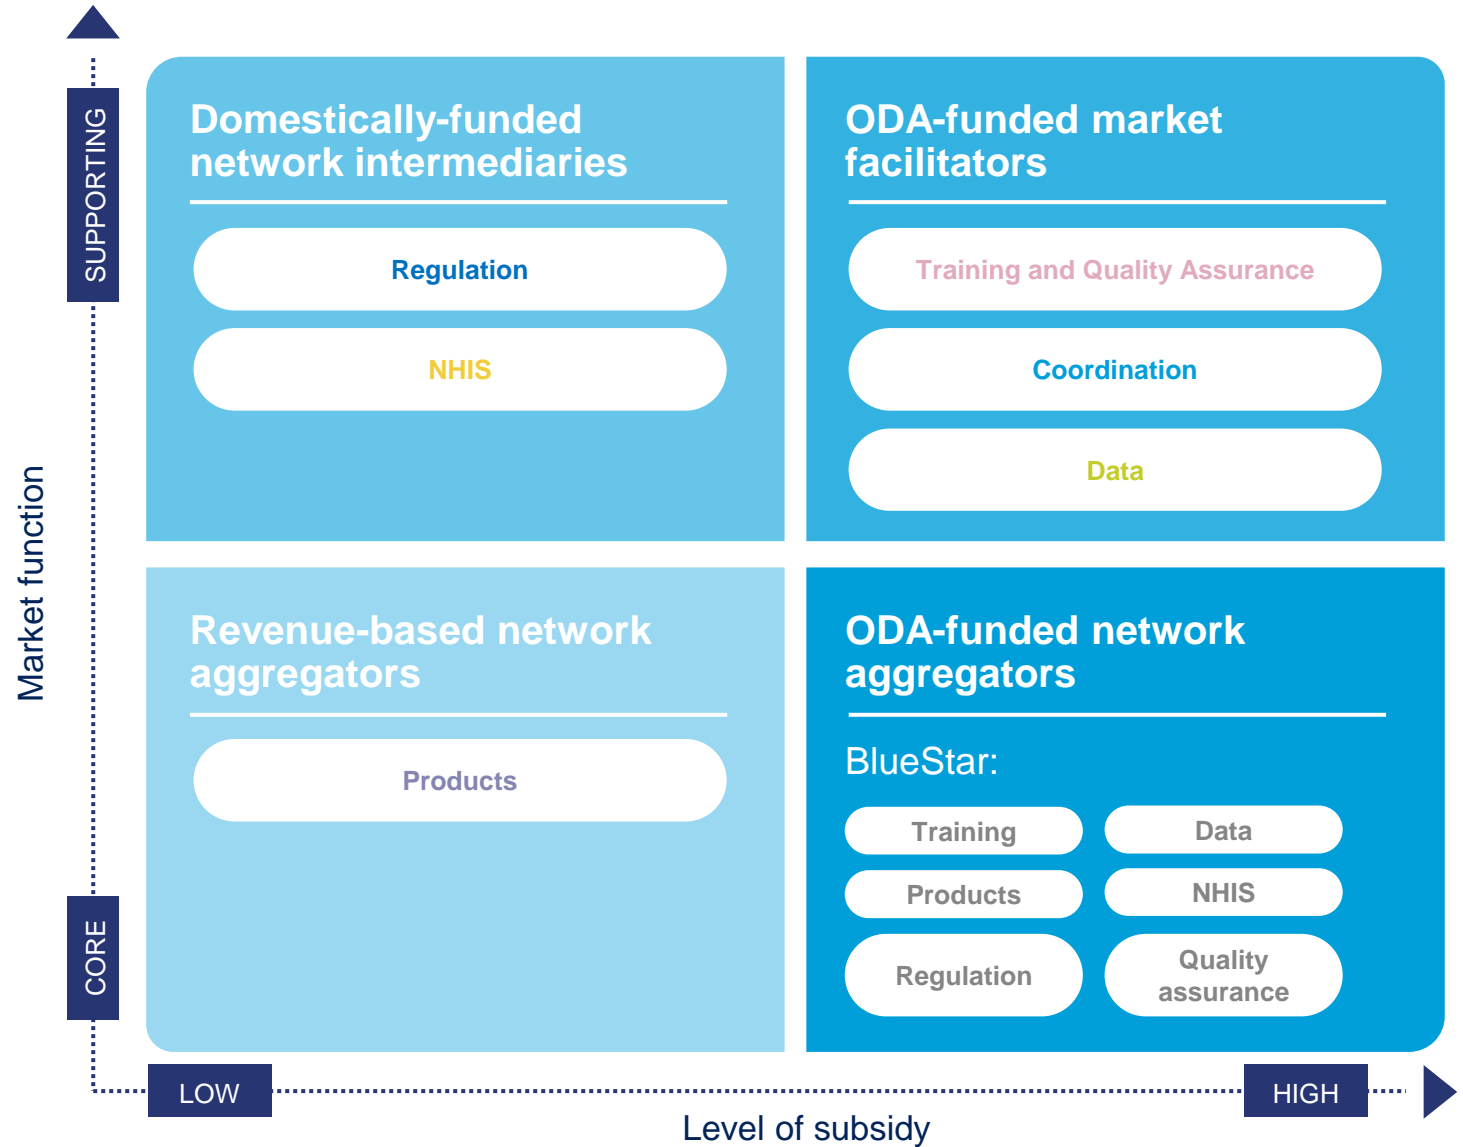 SUPPORTING
Market function
CORE
Domestically-funded
network intermediaries
Regulation
NHIS
ODA-funded market
facilitators
Training and Quality Assurance
Coordination
Data
Revenue-based network
aggregators
Products
ODA-funded network
aggregators
BlueStar:
Training
Data
Products
NHIS
Regulation
Quality
assurance
LOW
HIGH
Level of subsidy